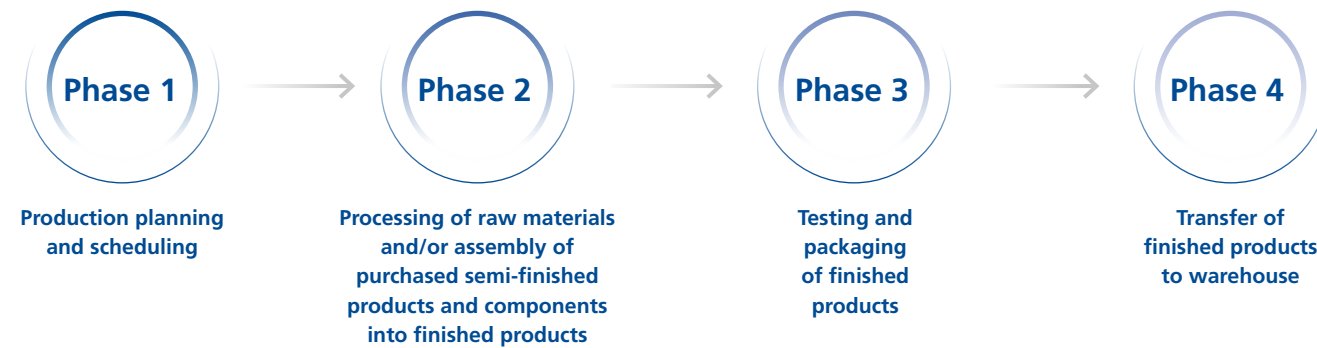 Phase 1
Phase 2
Phase 3
Phase 4
Production planning
and scheduling
Processing of raw materials
and/or assembly of
purchased semi-finished
products and components
into finished products
Testing and
packaging
of finished
products
Transfer of
finished products
to warehouse